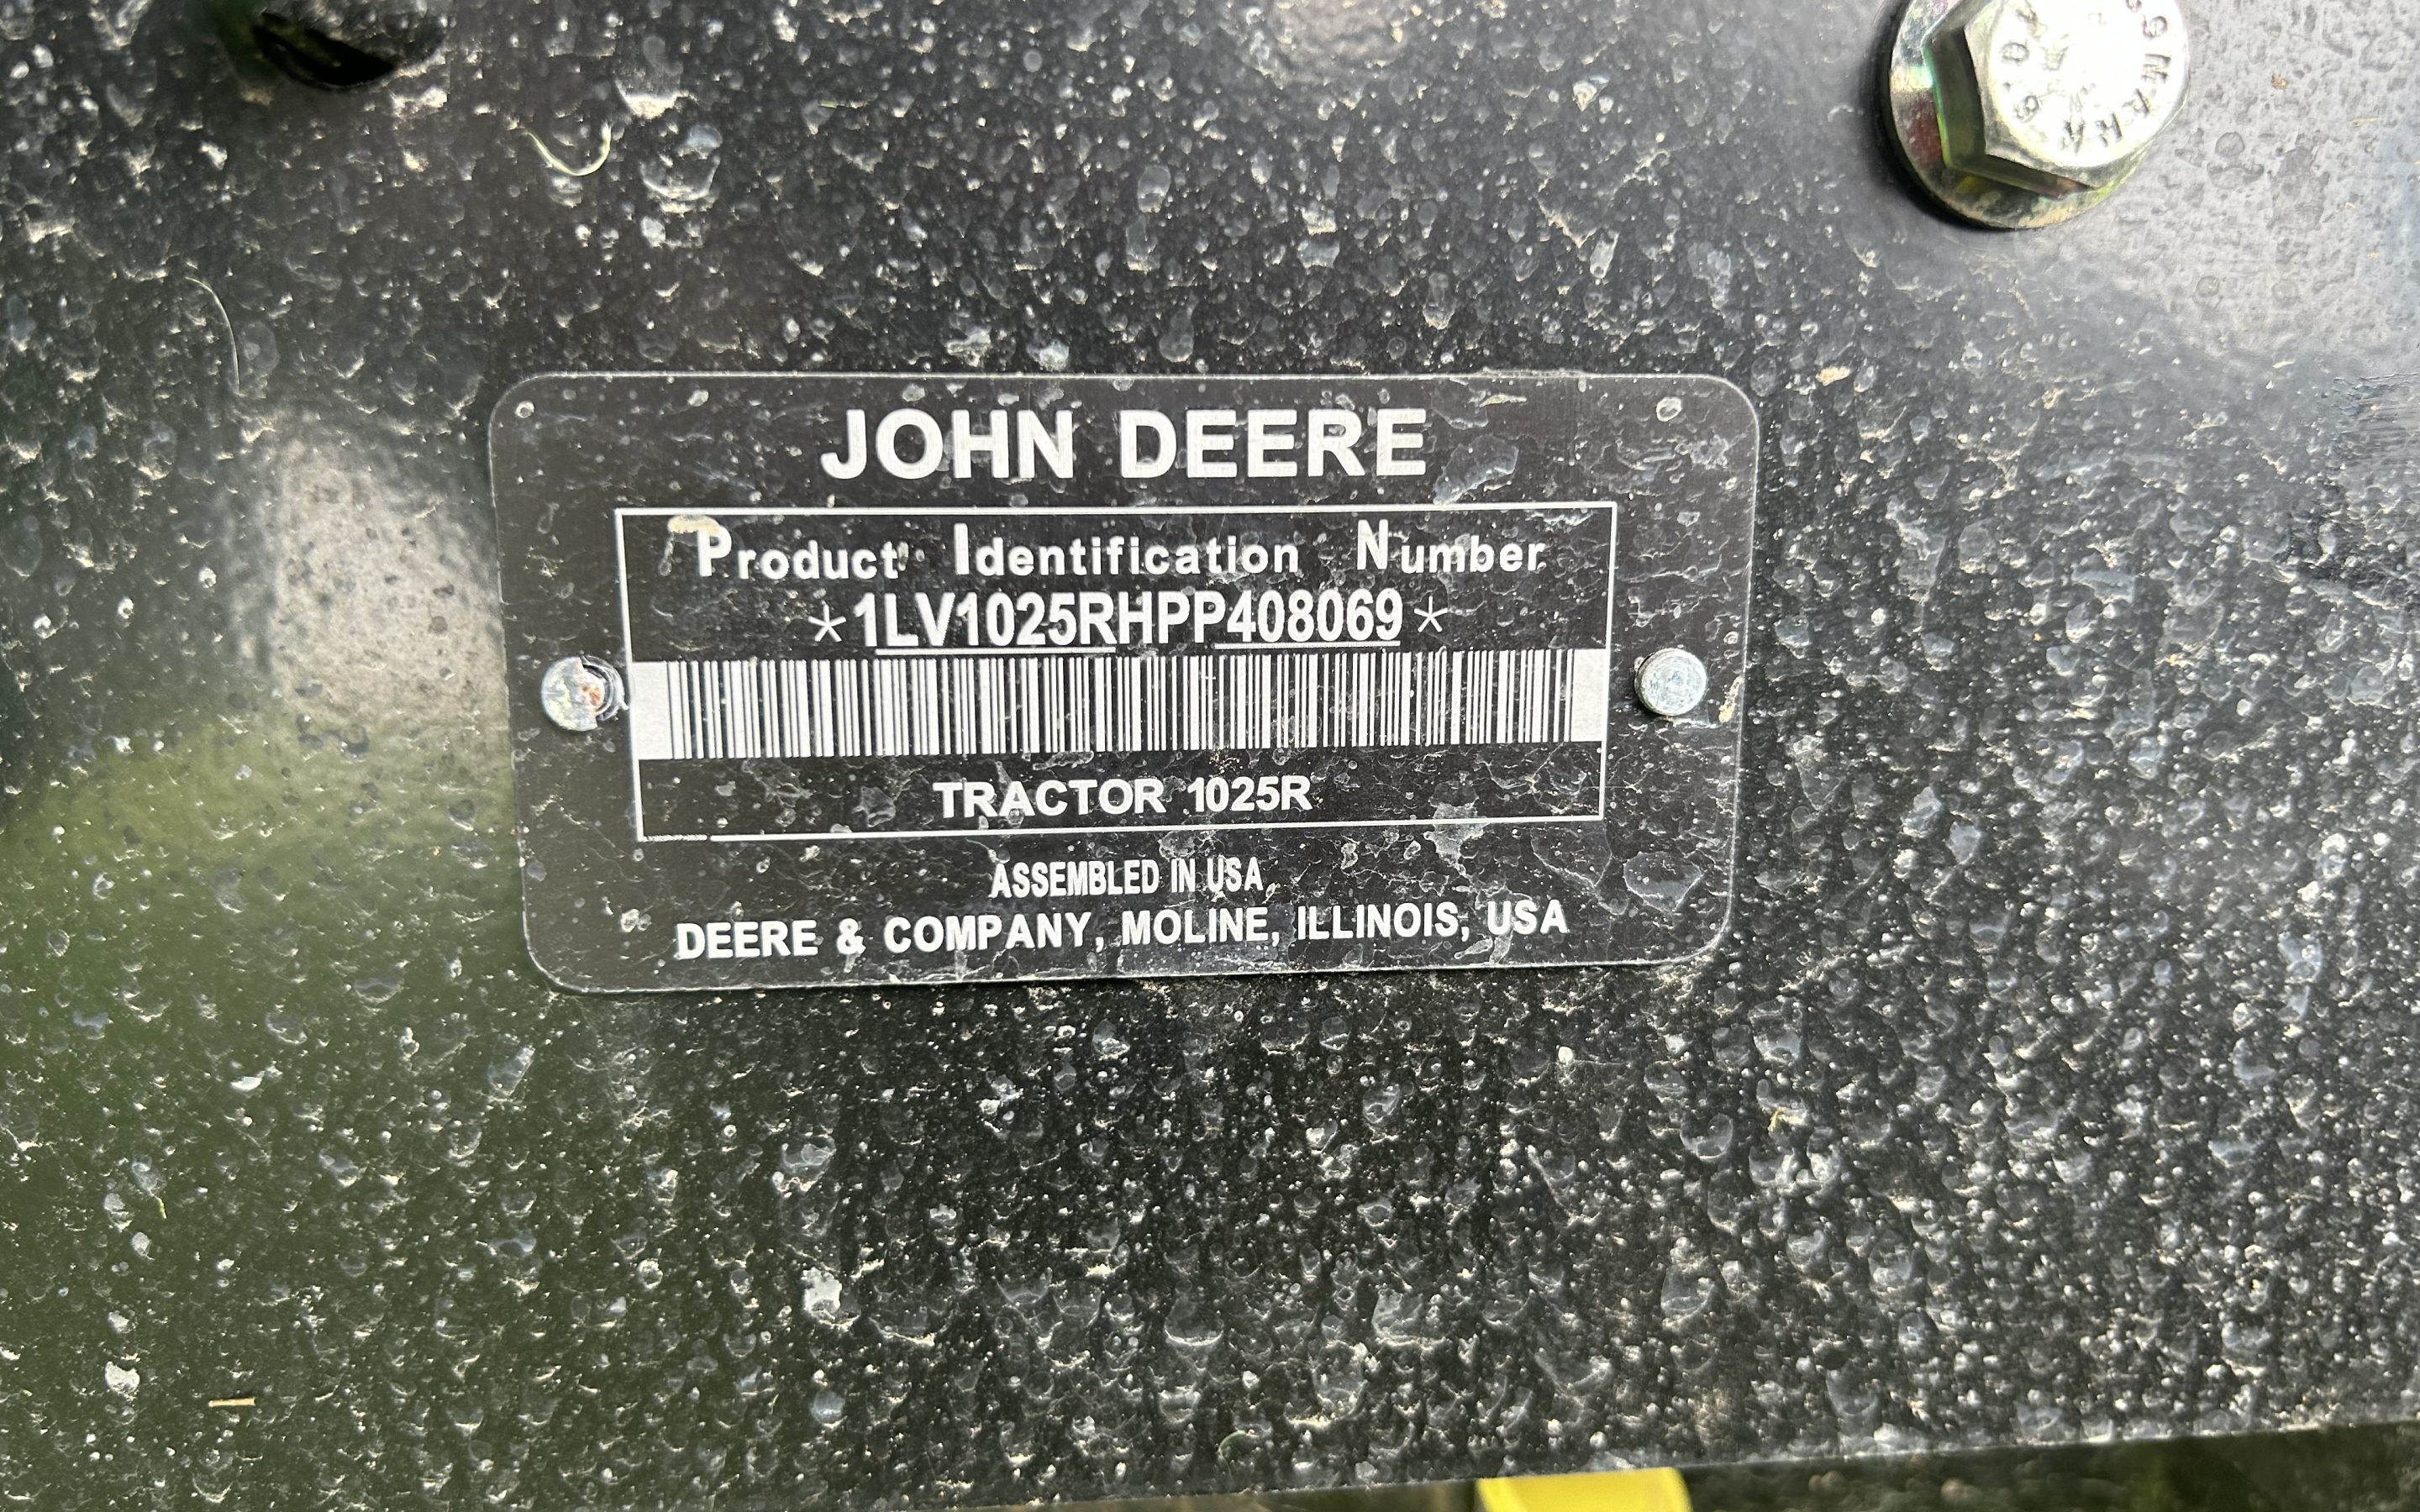 JOHN DEERE
Product Identification Number
*1LV1025RHPP408069*
TRACTOR 1025R
ASSEMBLED IN USA
DEERE & COMPANY, MOLINE, ILLINOIS, USA